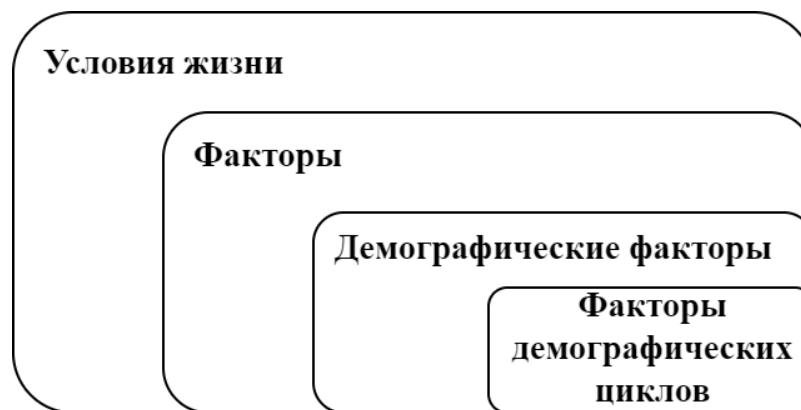 Условия жизни
Факторы
Демографические факторы
Факторы
демографических
циклов